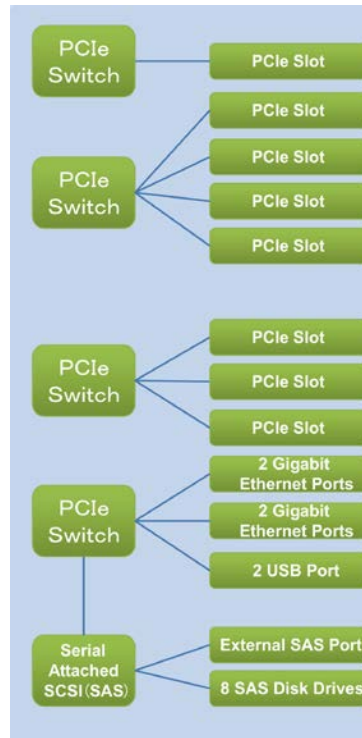 PCIe
Switch
PCIe Slot
PCIe
Switch
PCIe Slot
PCIe Slot
PCIe Slot
PCIe Slot
PCIe
Switch
PCIe Slot
PCIe Slot
PCIe Slot
PCIe
Switch
2 Gigabit
Ethernet Ports
2 Gigabit
Ethernet Ports
2 USB Port
Serial
Attached
SCSI(SAS)
External SAS Port
8 SAS Disk Drives